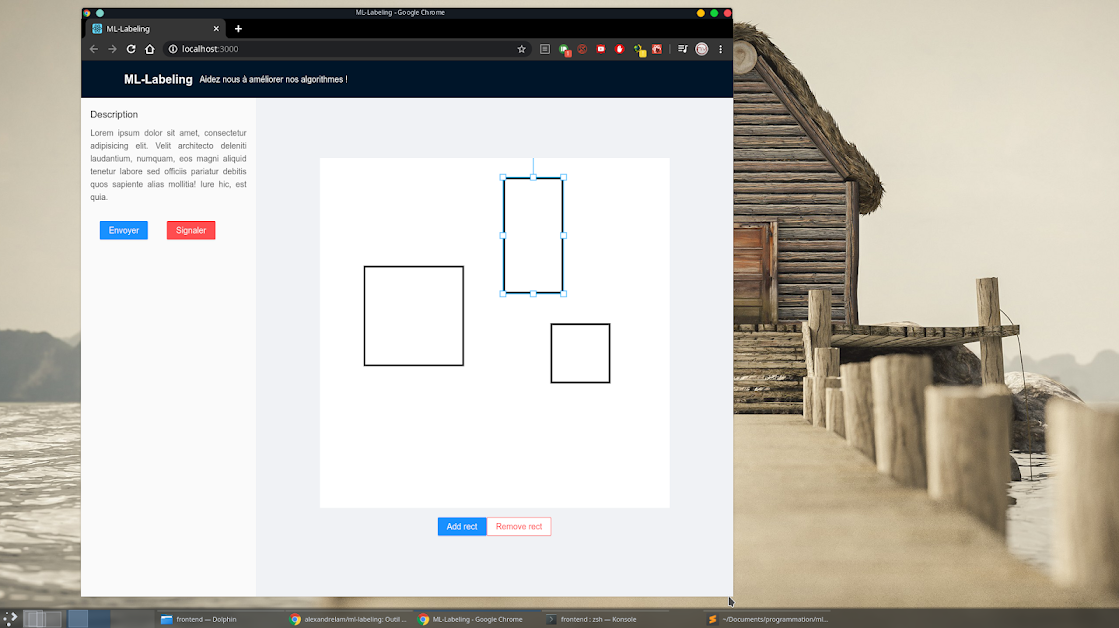 ML-Labeling - Google Chrome
ML-Labeling
localhost:3000
ML-Labeling Aidez nous à améliorer nos algorithmes !
Description
Lorem ipsum dolor sit amet, consectetur
adipisicing elit. Velit architecto deleniti
laudantium, numquam, eos magni aliquid
tenetur labore sed officiis pariatur debitis
quos sapiente alias mollitia! Iure hic, est
quia.
Envoyer Signaler
Add rect Remove rect
frontend — Dolphin
alexandrelam/ml-labeling: Outil ...
ML-Labeling - Google Chrome
frontend : zsh — Konsole
~/Documents/programmation/ml...